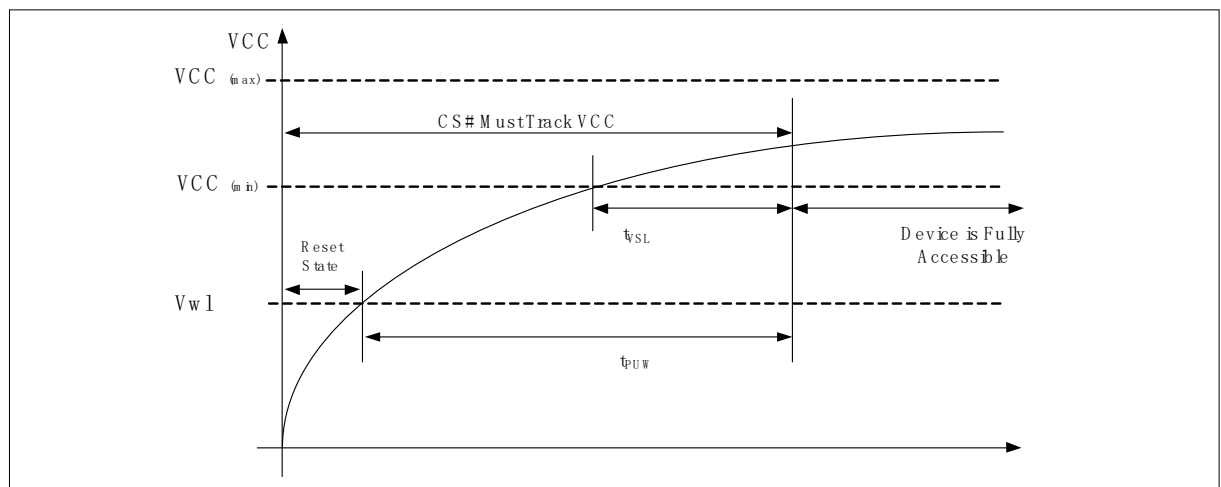 VCC
VCC (max)
CS# Must Track VCC
VCC (min)
tVSL
Device is Fully
Accessible
Reset
State
Vwl
tPUW